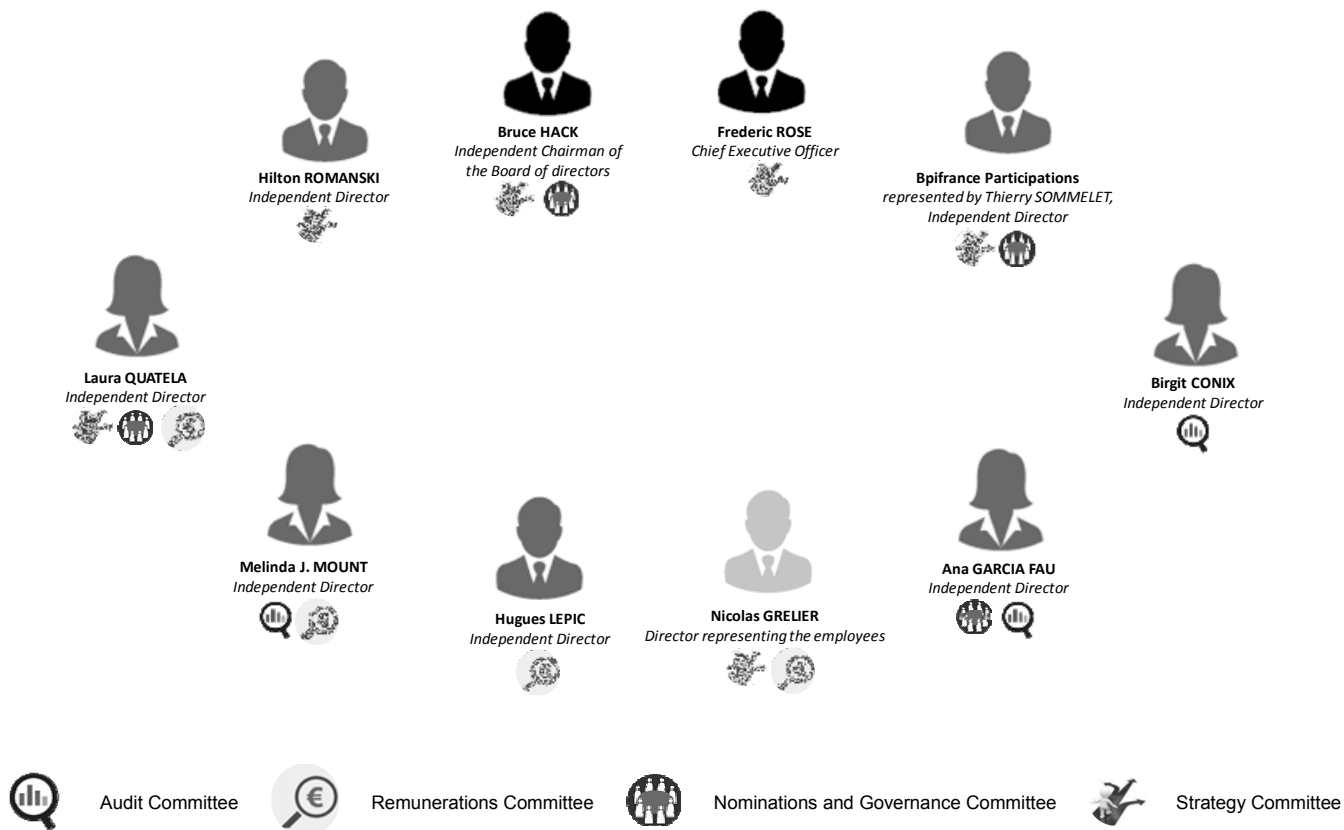 Bruce HACK
Independent Chairman of
the Board of directors
Frederic ROSE
Chief Executive Officer
Hilton ROMANSKI
Independent Director
Bpifrance Participations
represented by Thierry SOMMELET,
Independent Director
Laura QUATELA
Independent Director
Birgit CONIX
Independent Director
Melinda J. MOUNT
Independent Director
Hugues LEPIC
Independent Director
Nicolas GRELIER
Director representing the employees
Ana GARCIA FAU
Independent Director
Audit Committee
€
Remunerations Committee
Nominations and Governance Committee
Strategy Committee